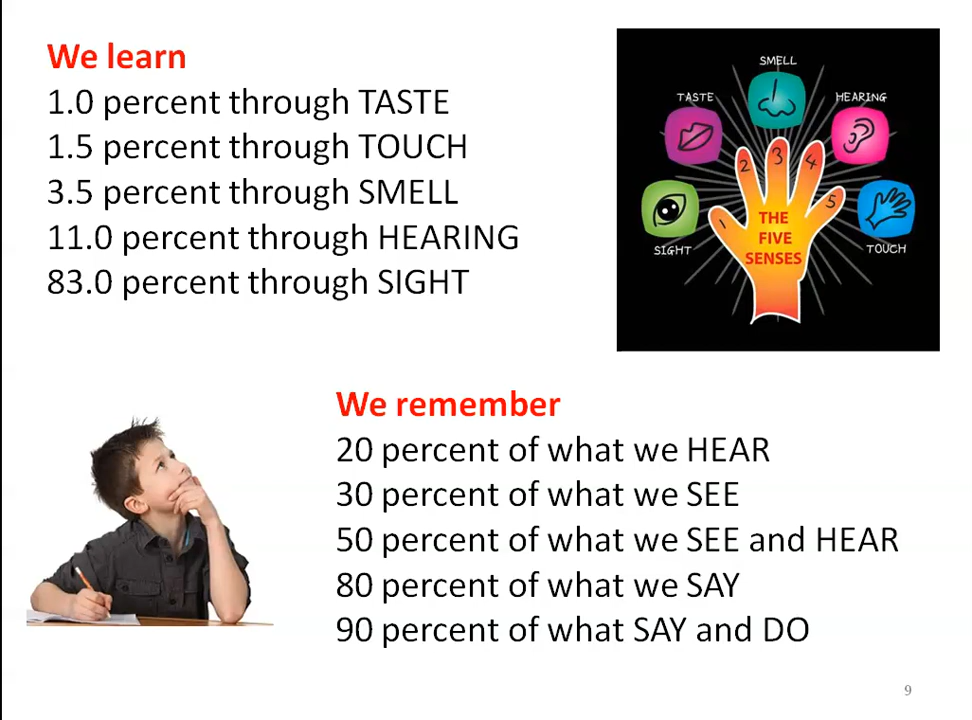 We learn
1.0 percent through TASTE
1.5 percent through TOUCH
3.5 percent through SMELL
11.0 percent through HEARING
83.0 percent through SIGHT
SMELL
TASTE
HEARING
2
3
4
1
5
THE
FIVE
SENSES
SIGHT
TOUCH
We remember
20 percent of what we HEAR
30 percent of what we SEE
50 percent of what we SEE and HEAR
80 percent of what we SAY
90 percent of what SAY and DO
9